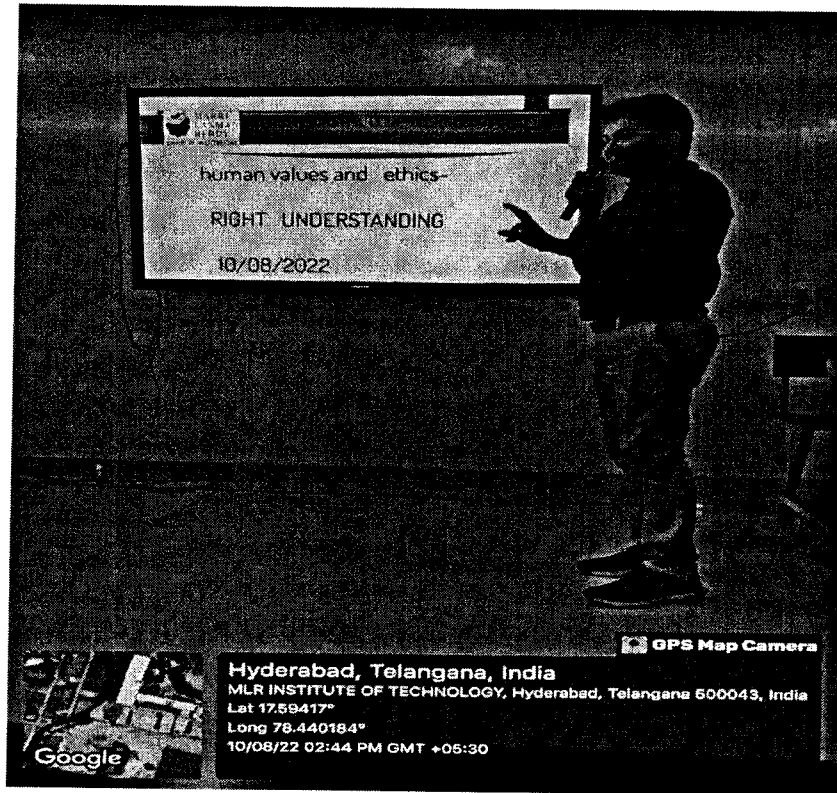 human values and ethics-
RIGHT UNDERSTANDING
10/08/2022
GPS Map Camera
Hyderabad, Telangana, India
MLR INSTITUTE OF TECHNOLOGY, Hyderabad, Telangana 500043, India
Lat 17.59417°
Long 78.440184°
10/08/22 02:44 PM GMT +05:30
Google